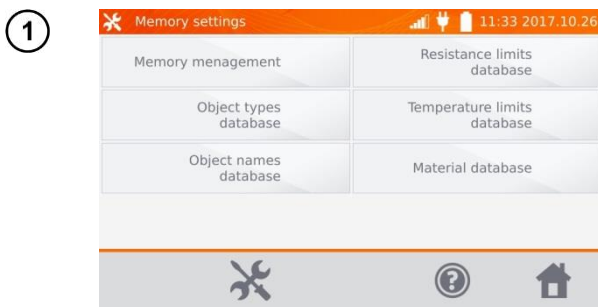 1
Memory settings
11:33 2017.10.26
Memory menagement
Resistance limits
database
Object types
database
Temperature limits
database
Object names
database
Material database
?